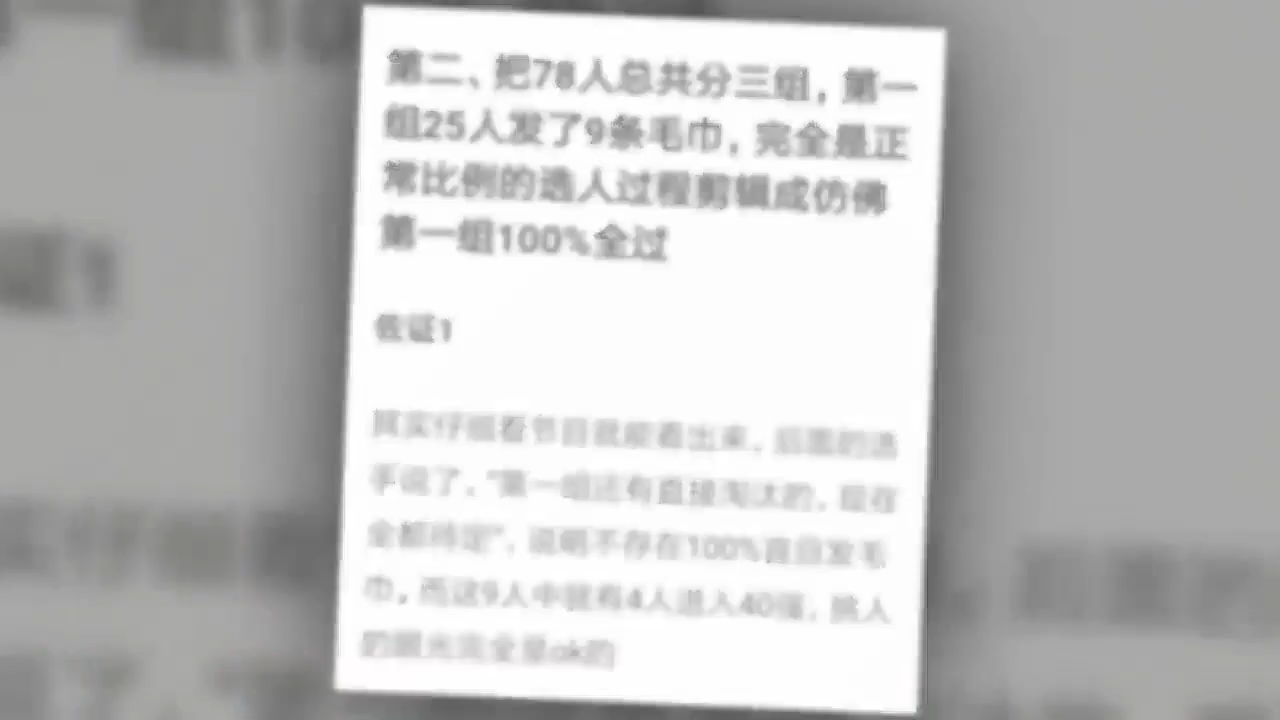 第二、把78人总共分三组，第一
组25人发了9条毛巾，完全是正
常比例的选人过程剪辑成仿佛
第一组100%全过
佐证1
其实仔细看节目就能看出来，后面的选
手说了，“第一组还有直接淘汰的，现在
全都待定”，说明不存在100%盲目发毛
巾，而这9人中就有4人进入40强，挑人
的眼光完全是ok的